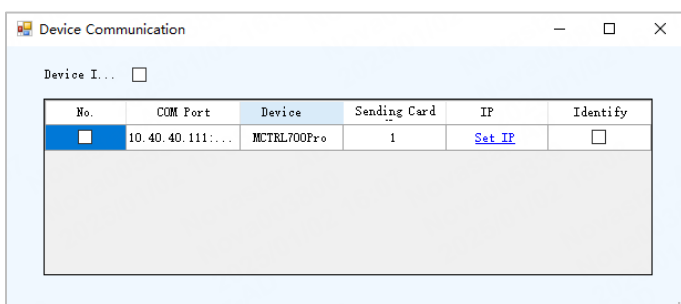 Device Communication
Device I...
No. COM Port Device Sending Card IP Identify
10.40.40.111:... MCTRL700Pro 1 Set IP